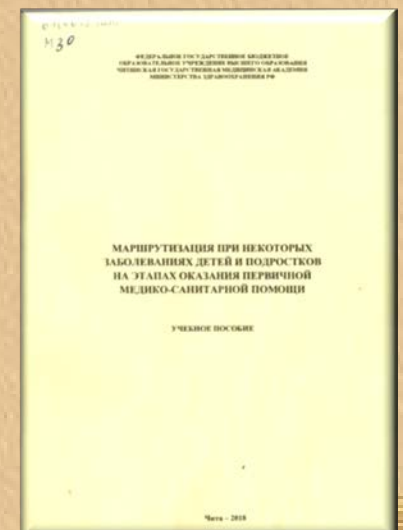 М30
ФЕДЕРАЛЬНОЕ ГОСУДАРСТВЕННОЕ БЮДЖЕТНОЕ
ОБРАЗОВАТЕЛЬНОЕ УЧРЕЖДЕНИЕ ВЫСШЕГО ОБРАЗОВАНИЯ
ЧИТИНСКАЯ ГОСУДАРСТВЕННАЯ МЕДИЦИНСКАЯ АКАДЕМИЯ
МИНИСТЕРСТВА ЗДРАВООХРАНЕНИЯ РФ
МАРШРУТИЗАЦИЯ ПРИ НЕКОТОРЫХ
ЗАБОЛЕВАНИЯХ ДЕТЕЙ И ПОДРОСТКОВ
НА ЭТАПАХ ОКАЗАНИЯ ПЕРВИЧНОЙ
МЕДИКО-САНИТАРНОЙ ПОМОЩИ
УЧЕБНОЕ ПОСОБИЕ
Чита – 2018